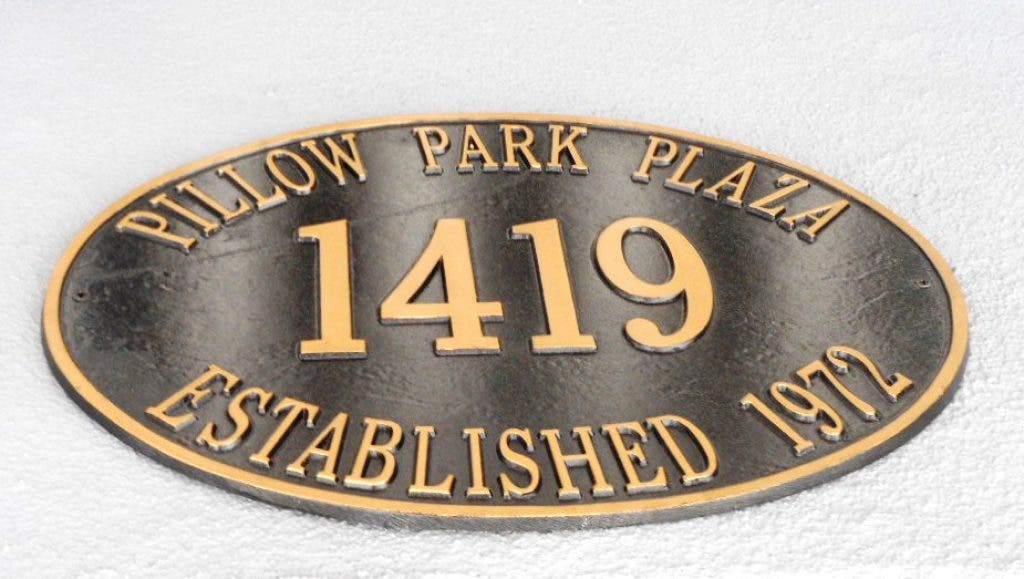 PILLOW PARK PLAZA
1419
ESTABLISHED 1972